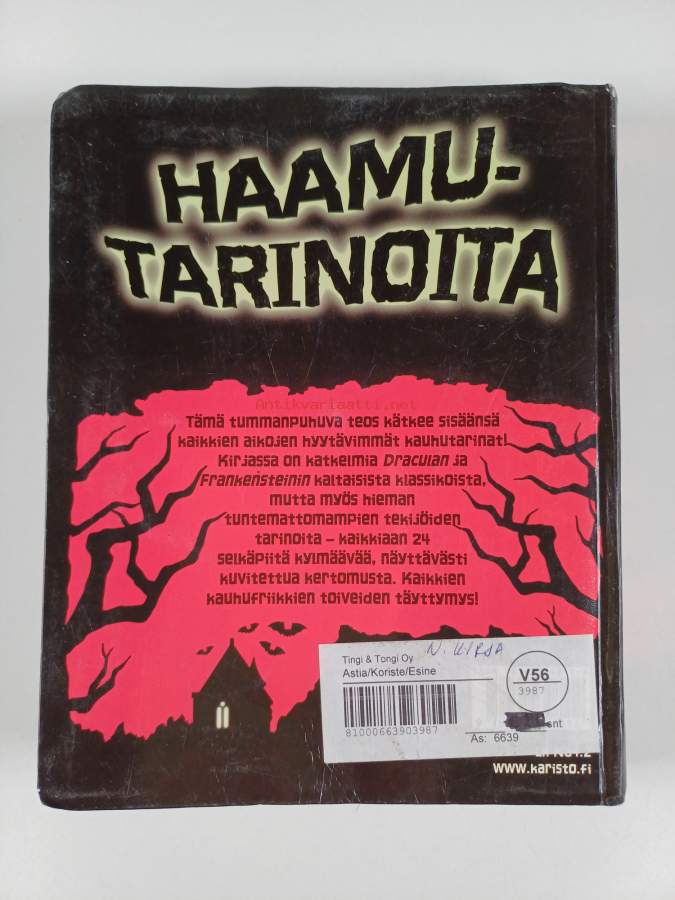 HAAMU-
TARINOITA
Antikvariaatti.net
Tämä tummanpuhuva teos kätkee sisäänsä
kaikkien aikojen hyytävimmät kauhutarinat!
Kirjassa on katkelmia Draculan ja
Frankensteinin kaltaisista klassikoista,
mutta myös hieman
tuntemattomampien tekijöiden
tarinoita – kaikkiaan 24
selkäpiitä kylmäävää, näyttävästi
kuvitettua kertomusta. Kaikkien
kauhufriikkien toiveiden täyttymys!
N. KIRJA
Tingi & Tongi Oy
Astia/Koriste/Esine
V56
3987
81000663903987
snt
As: 6639
www.karisto.fi